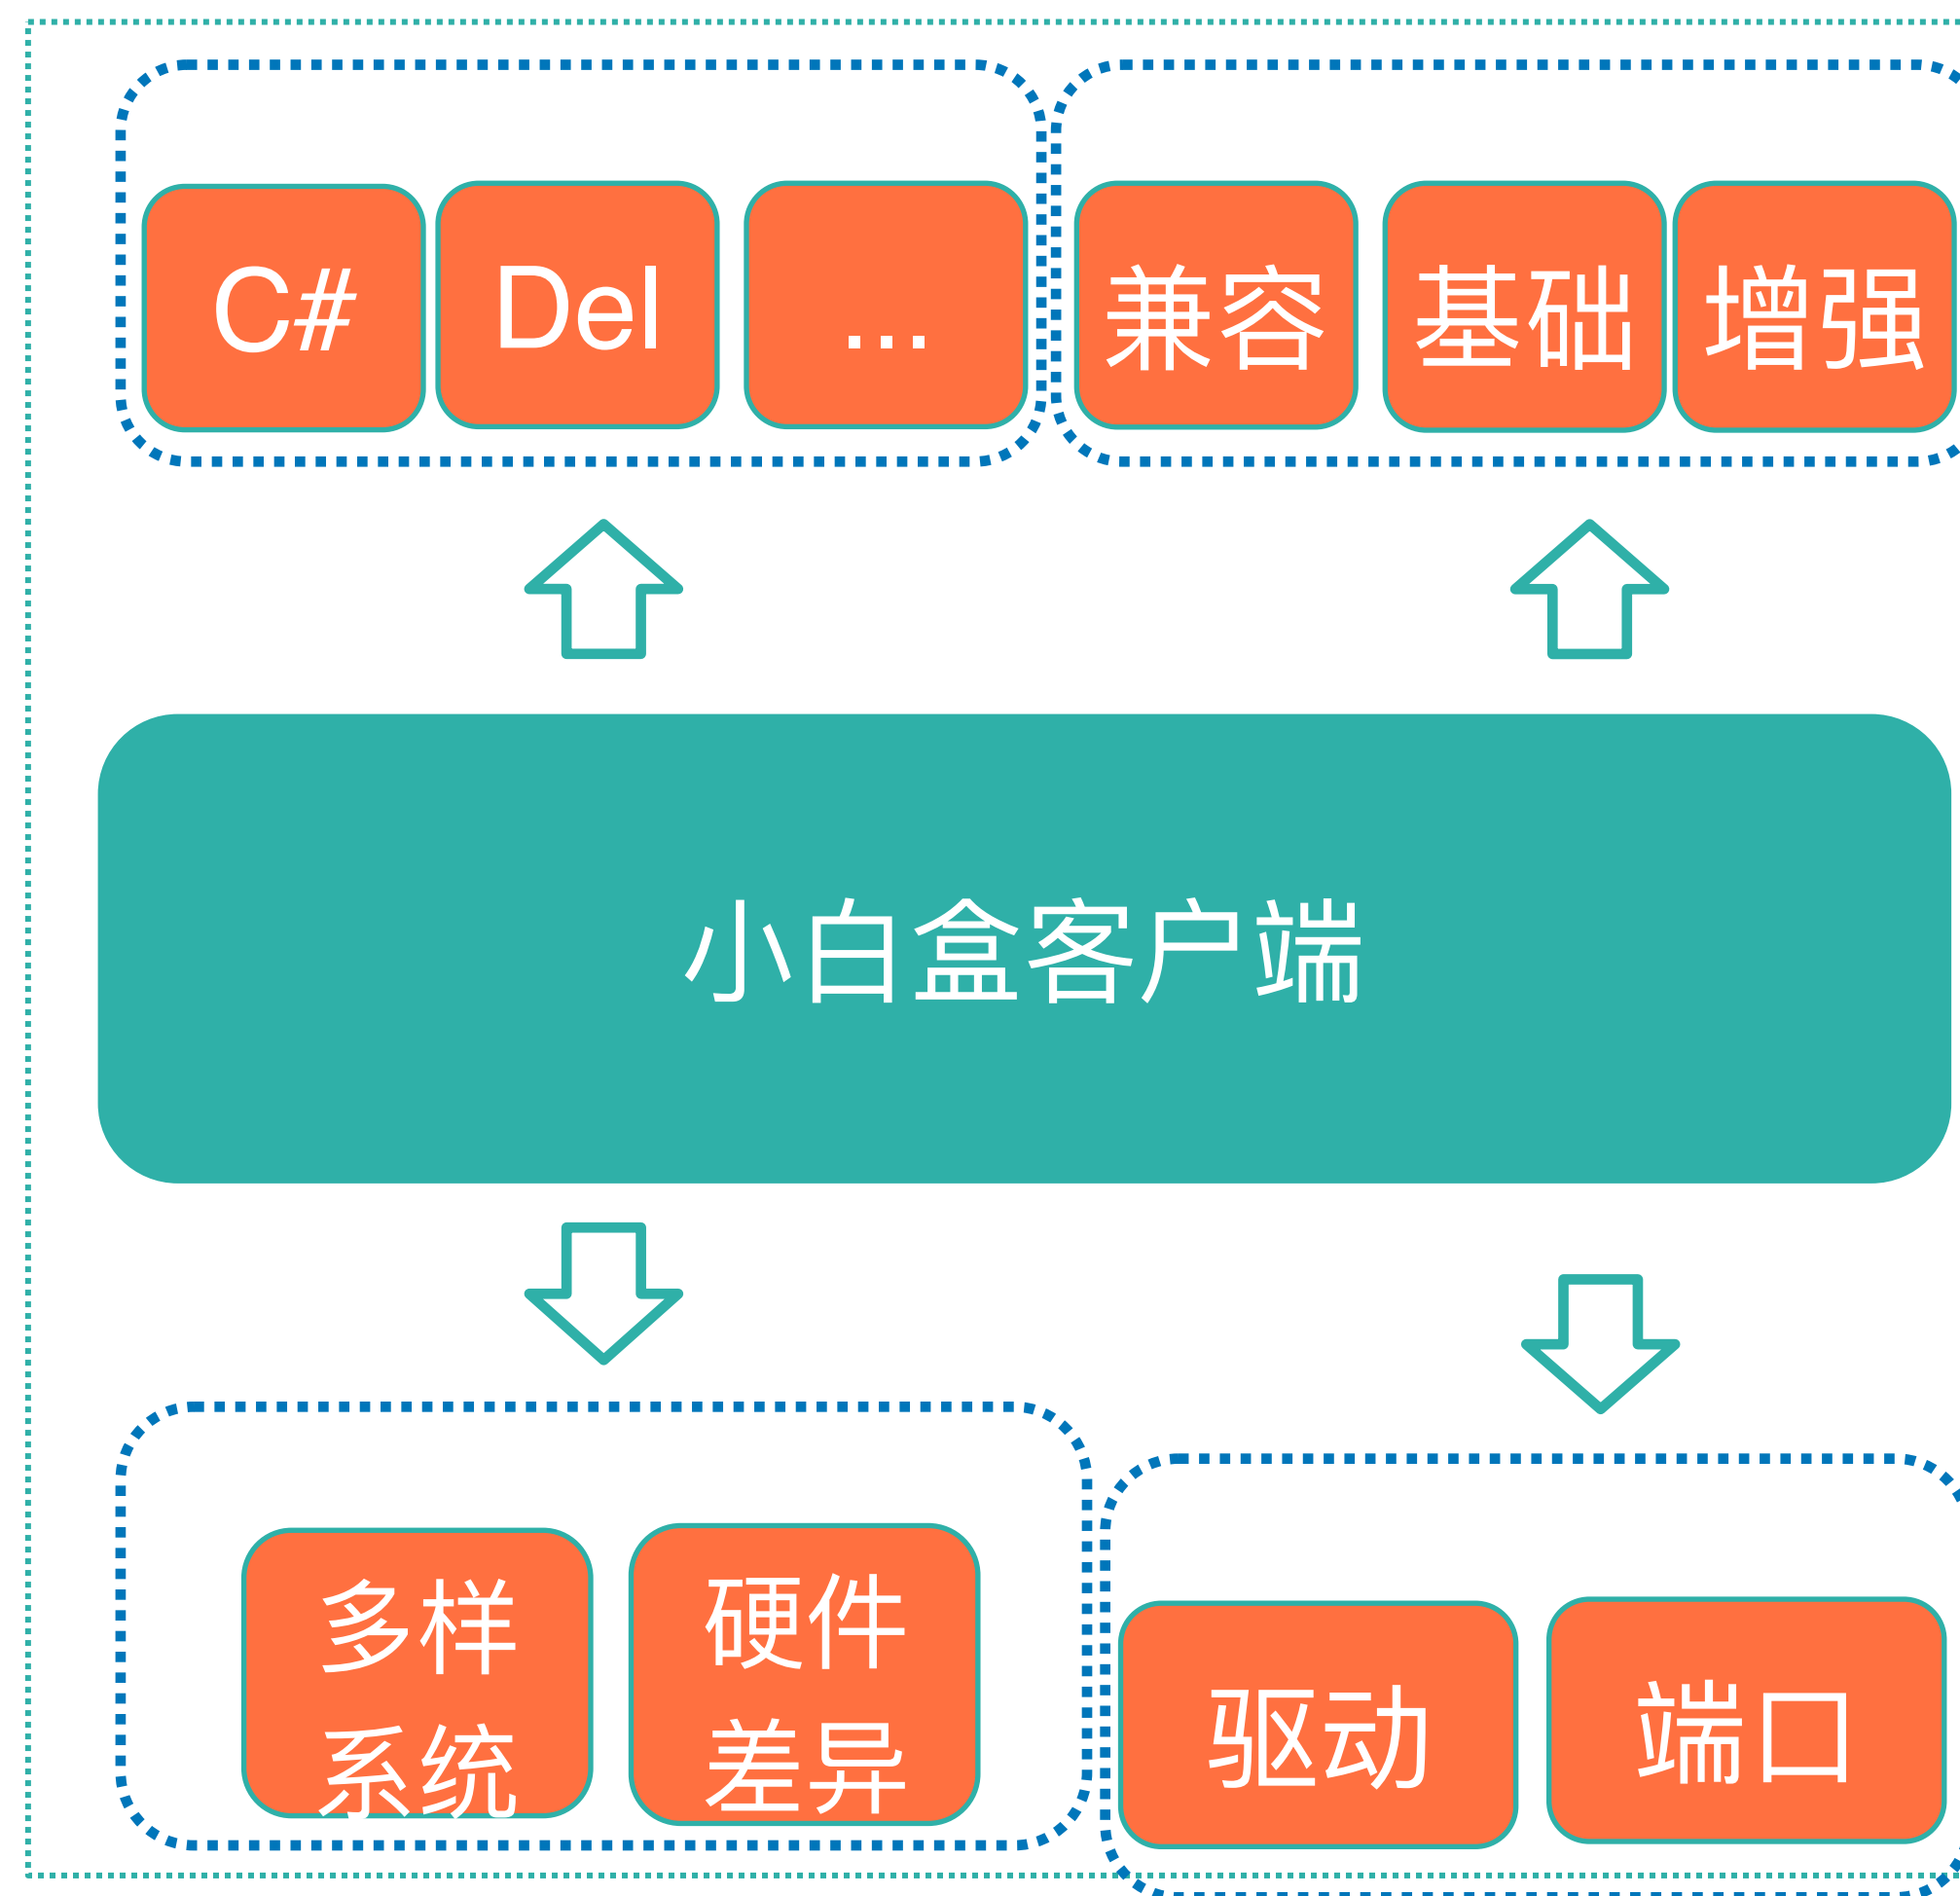 C#
Del
...
兼容
基础
增强
小白盒客户端
多样
系统
硬件
差异
驱动
端口